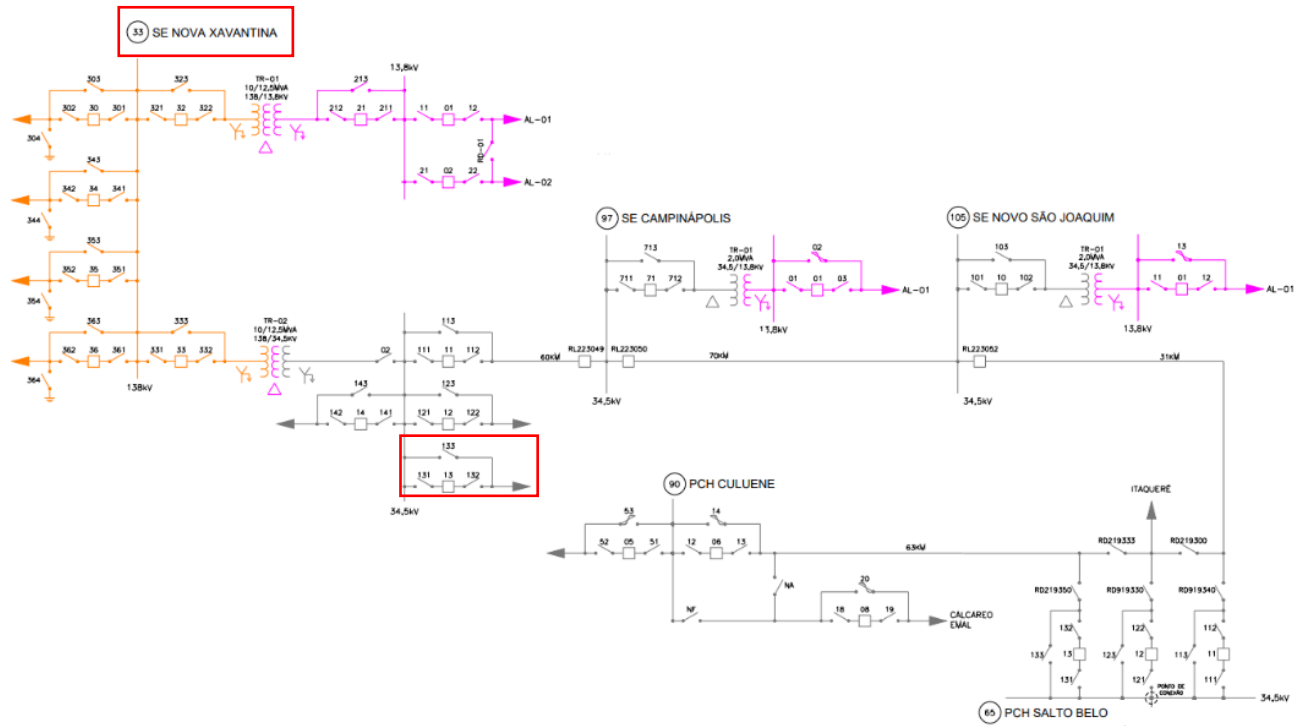 33 SE NOVA XAVANTINA
303
323
302 30 301
321 32 322
304
TR-01
10/12,5MVA
138/13,8KV
213
212 21 211
13,8kV
11 01 12
AL-01
RD-01
21 02 22
AL-02
343
342 34 341
344
353
352 35 351
354
363
362 36 361
364
333
331 33 332
138kV
TR-02
10/12,5MVA
138/34,5KV
02
113
111 11 112
60KM
143
142 14 141
123
121 12 122
133
131 13 132
34,5kV
97 SE CAMPINÁPOLIS
713
711 71 712
TR-01
2,0MVA
34,5/13,8KV
02
01 01 03
AL-01
13,8kV
RL223049
RL223050
70KM
34,5kV
105 SE NOVO SÃO JOAQUIM
103
101 10 102
TR-01
2,0MVA
34,5/13,8KV
13
11 01 12
AL-01
13,8kV
RL223052
31KM
34,5kV
90 PCH CULUENE
53
52 05 51
14
12 06 13
63KM
NA
NF
20
18 08 19
CALCAREO
EMAL
ITAQUERÊ
RD219333
RD219300
RD219350
RD919330
RD919340
132
133 13
131
122
123 12
121
112
113 11
111
PONTO DE
CONEXÃO
34,5kV
65 PCH SALTO BELO